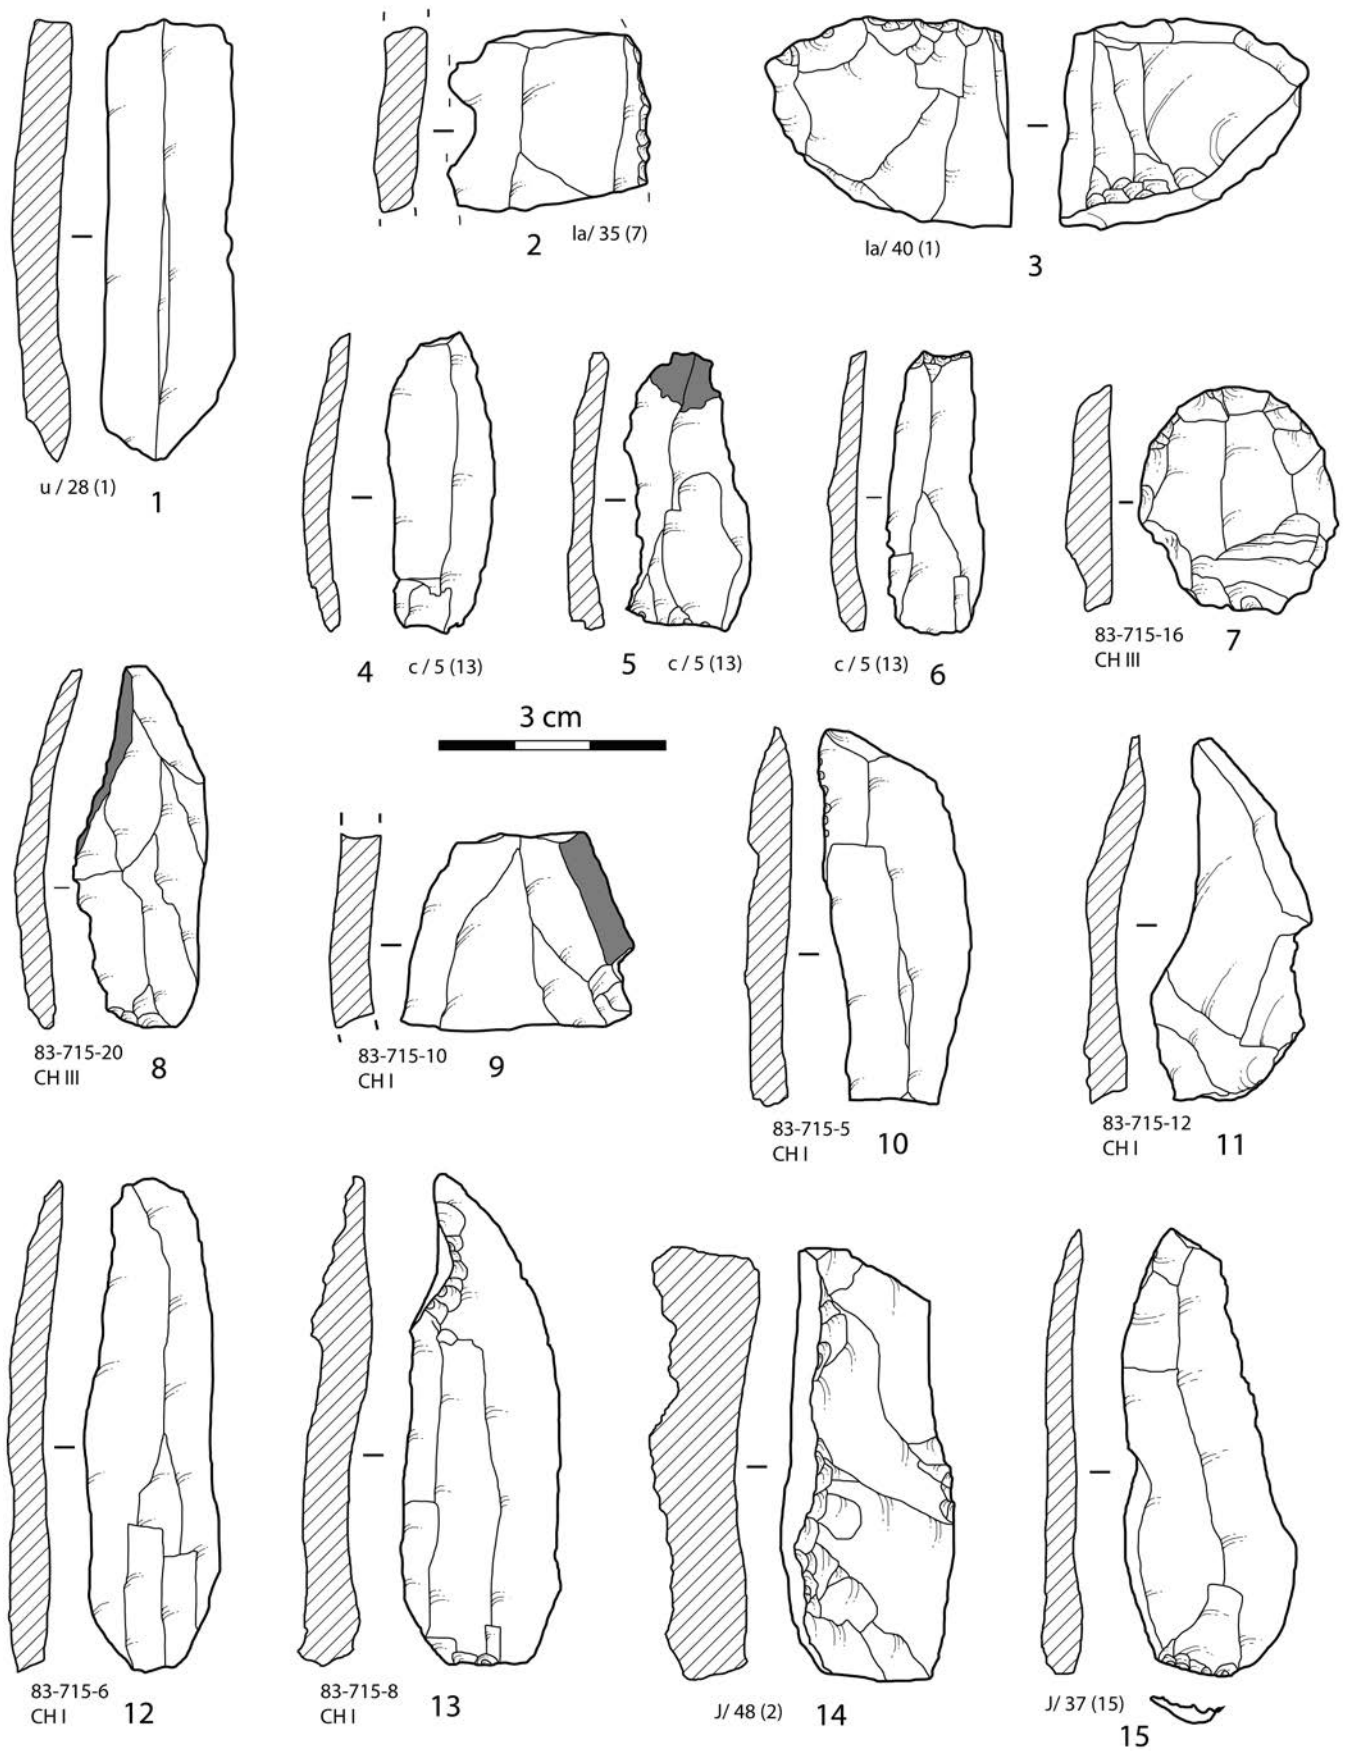 u / 28 (1)
1
2
la/ 35 (7)
la/ 40 (1)
3
4
c / 5 (13)
5
c / 5 (13)
c / 5 (13)
6
83-715-16
CH III
7
3 cm
83-715-20
CH III
8
83-715-10
CH I
9
83-715-5
CH I
10
83-715-12
CH I
11
83-715-6
CH I
12
83-715-8
CH I
13
J/ 48 (2)
14
J/ 37 (15)
15